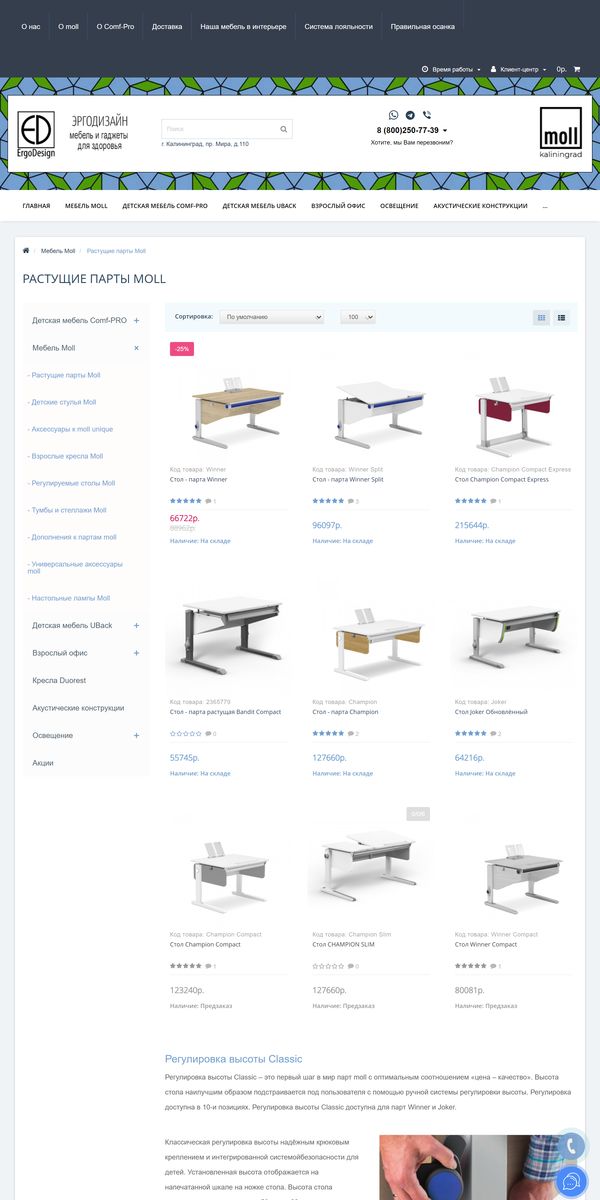 О нас
О moll
О Comf-Pro
Доставка
Наша мебель в интерьере
Система лояльности
Правильная осанка
Время работы
Клиент-центр
0р.
ED
ErgoDesign
ЭРГОДИЗАЙН
мебель и гаджеты
для здоровья
Поиск
г. Калининград, пр. Мира, д.110
8 (800)250-77-39
Хотите, мы Вам перезвоним?
moll
kaliningrad
ГЛАВНАЯ
МЕБЕЛЬ MOLL
ДЕТСКАЯ МЕБЕЛЬ COMF-PRO
ДЕТСКАЯ МЕБЕЛЬ UBACK
ВЗРОСЛЫЙ ОФИС
ОСВЕЩЕНИЕ
АКУСТИЧЕСКИЕ КОНСТРУКЦИИ
...
/ Мебель Moll / Растущие парты Moll
РАСТУЩИЕ ПАРТЫ MOLL
Детская мебель Comf-PRO +
Мебель Moll ×
- Растущие парты Moll
- Детские стулья Moll
- Аксессуары к moll unique
- Взрослые кресла Moll
- Регулируемые столы Moll
- Тумбы и стеллажи Moll
- Дополнения к партам moll
- Универсальные аксессуары
moll
- Настольные лампы Moll
Детская мебель UBack +
Взрослый офис +
Кресла Duorest
Акустические конструкции
Освещение +
Акции
Сортировка:
По умолчанию
100
-25%
Код товара: Winner
Стол - парта Winner
1
66722р.
88962р.
Наличие: На складе
Код товара: Winner Split
Стол - парта Winner Split
3
96097р.
Наличие: На складе
Код товара: Champion Compact Express
Стол Champion Compact Express
1
215644р.
Наличие: На складе
Код товара: 2365779
Стол - парта растущая Bandit Compact
0
55745р.
Наличие: На складе
Код товара: Champion
Стол - парта Champion
2
127660р.
Наличие: На складе
Код товара: Joker
Стол Joker Обновлённый
2
64216р.
Наличие: На складе
Код товара: Champion Compact
Стол Champion Compact
1
123240р.
Наличие: Предзаказ
0/0/6
Код товара: Champion Slim
Стол CHAMPION SLIM
0
127660р.
Наличие: Предзаказ
Код товара: Winner Compact
Стол Winner Compact
1
80081р.
Наличие: Предзаказ
Регулировка высоты Classic
Регулировка высоты Classic – это первый шаг в мир парт moll с оптимальным соотношением «цена – качество». Высота
стола наилучшим образом подстраивается под пользователя с помощью ручной системы регулировки высоты. Регулировка
доступна в 10-и позициях. Регулировка высоты Classic доступна для парт Winner и Joker.
Классическая регулировка высоты надёжным крюковым
креплением и интегрированной системойбезопасности для
детей. Установленная высота отображается на
напечатанной шкале на ножке стола. Высота стола